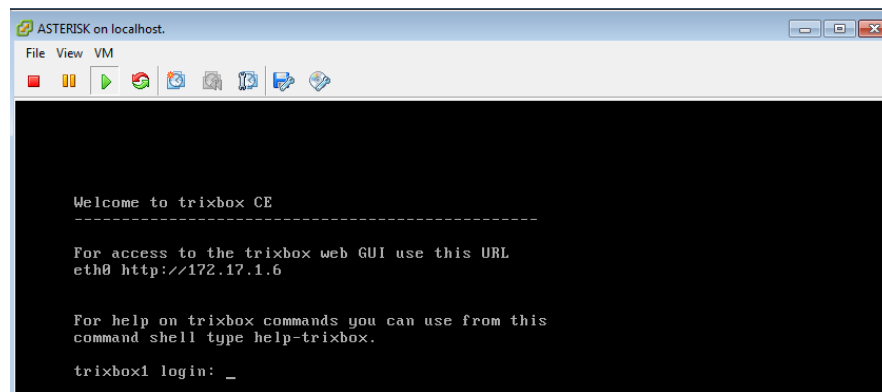 ASTERISK on localhost.
File View VM
Welcome to trixbox CE
-------------------------------------------------
For access to the trixbox web GUI use this URL
eth0 http://172.17.1.6
For help on trixbox commands you can use from this
command shell type help-trixbox.
trixbox1 login: _